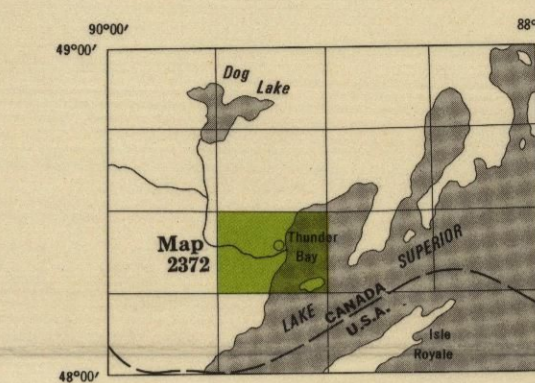 90°00′
88°
49°00′
Dog
Lake
Map
2372
Thunder
Bay
SUPERIOR
LAKE
CANADA
U.S.A.
Isle
Royale
48°00′